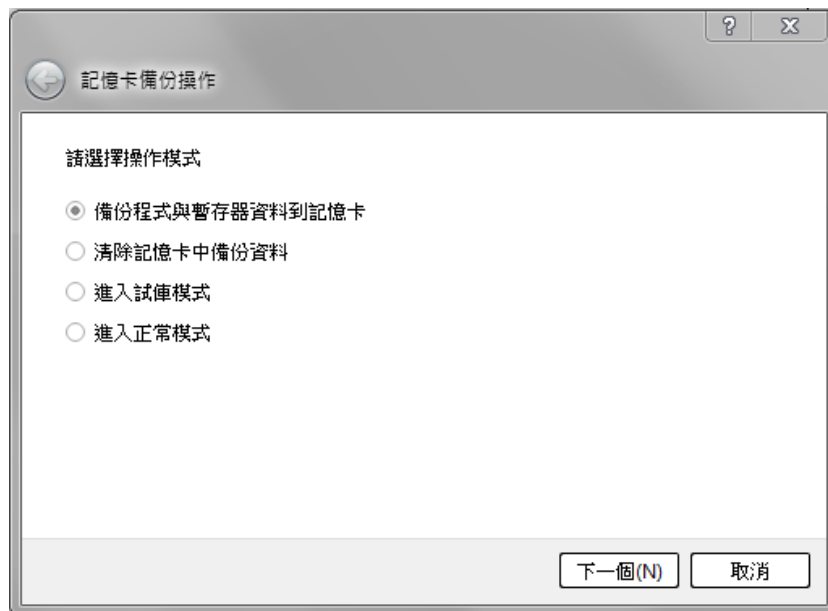 記憶卡備份操作
請選擇操作模式
備份程式與暫存器資料到記憶卡
清除記憶卡中備份資料
進入試俥模式
進入正常模式
下一個(N)
取消